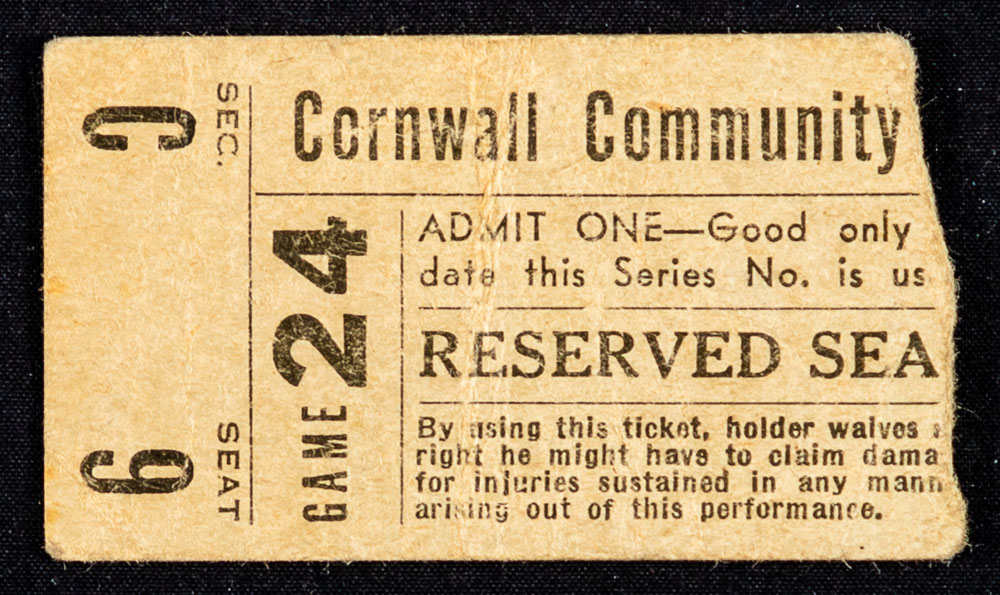 SEC. C
SEAT 6
GAME 24
Cornwall Community
ADMIT ONE—Good only
date this Series No. is us
RESERVED SEA
By using this ticket, holder waives
right he might have to claim dama
for injuries sustained in any mann
arising out of this performance.